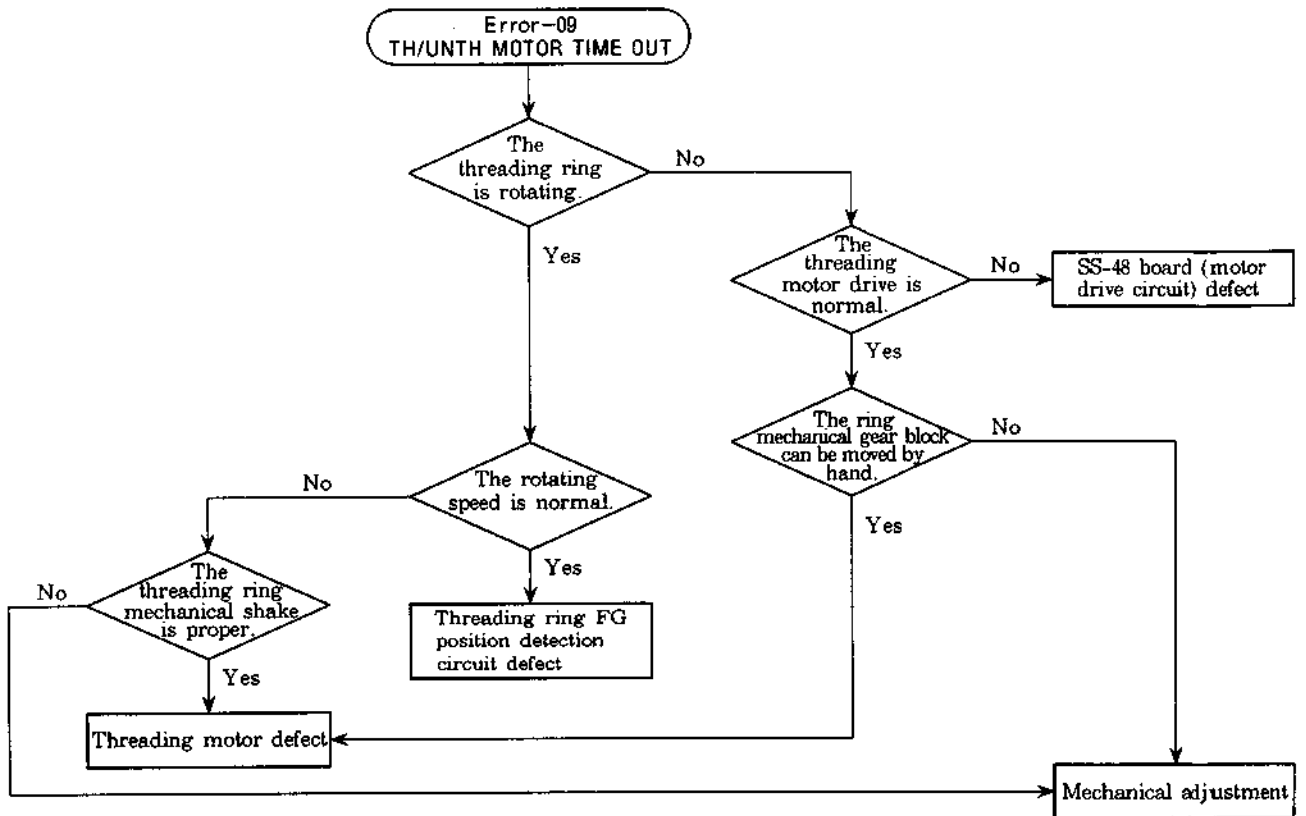 Error-09
TH/UNTH MOTOR TIME OUT
The
threading ring
is rotating.
No
Yes
The
threading
motor drive is
normal.
No
SS-48 board (motor
drive circuit) defect
Yes
The ring
mechanical gear block
can be moved by
hand.
No
Yes
The rotating
speed is normal.
No
Yes
The
threading ring
mechanical shake
is proper.
No
Yes
Threading ring FG
position detection
circuit defect
Threading motor defect
Mechanical adjustment